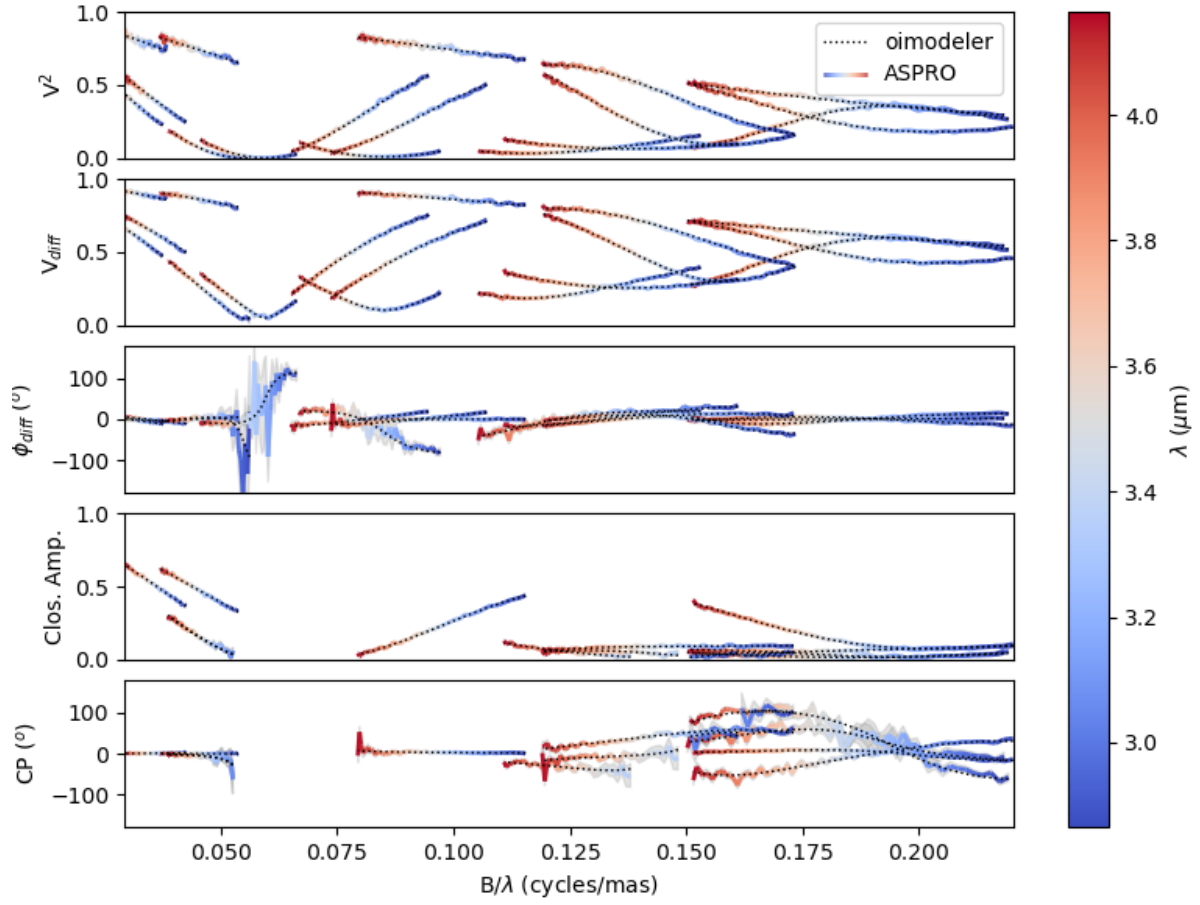 1.0
0.5
0.0
V²
oimodeler
ASPRO
1.0
0.5
0.0
V_diff
100
0
−100
ϕ_diff (°)
1.0
0.5
0.0
Clos. Amp.
100
0
−100
CP (°)
0.050 0.075 0.100 0.125 0.150 0.175 0.200
B/λ (cycles/mas)
4.0
3.8
3.6
3.4
3.2
3.0
λ (μm)